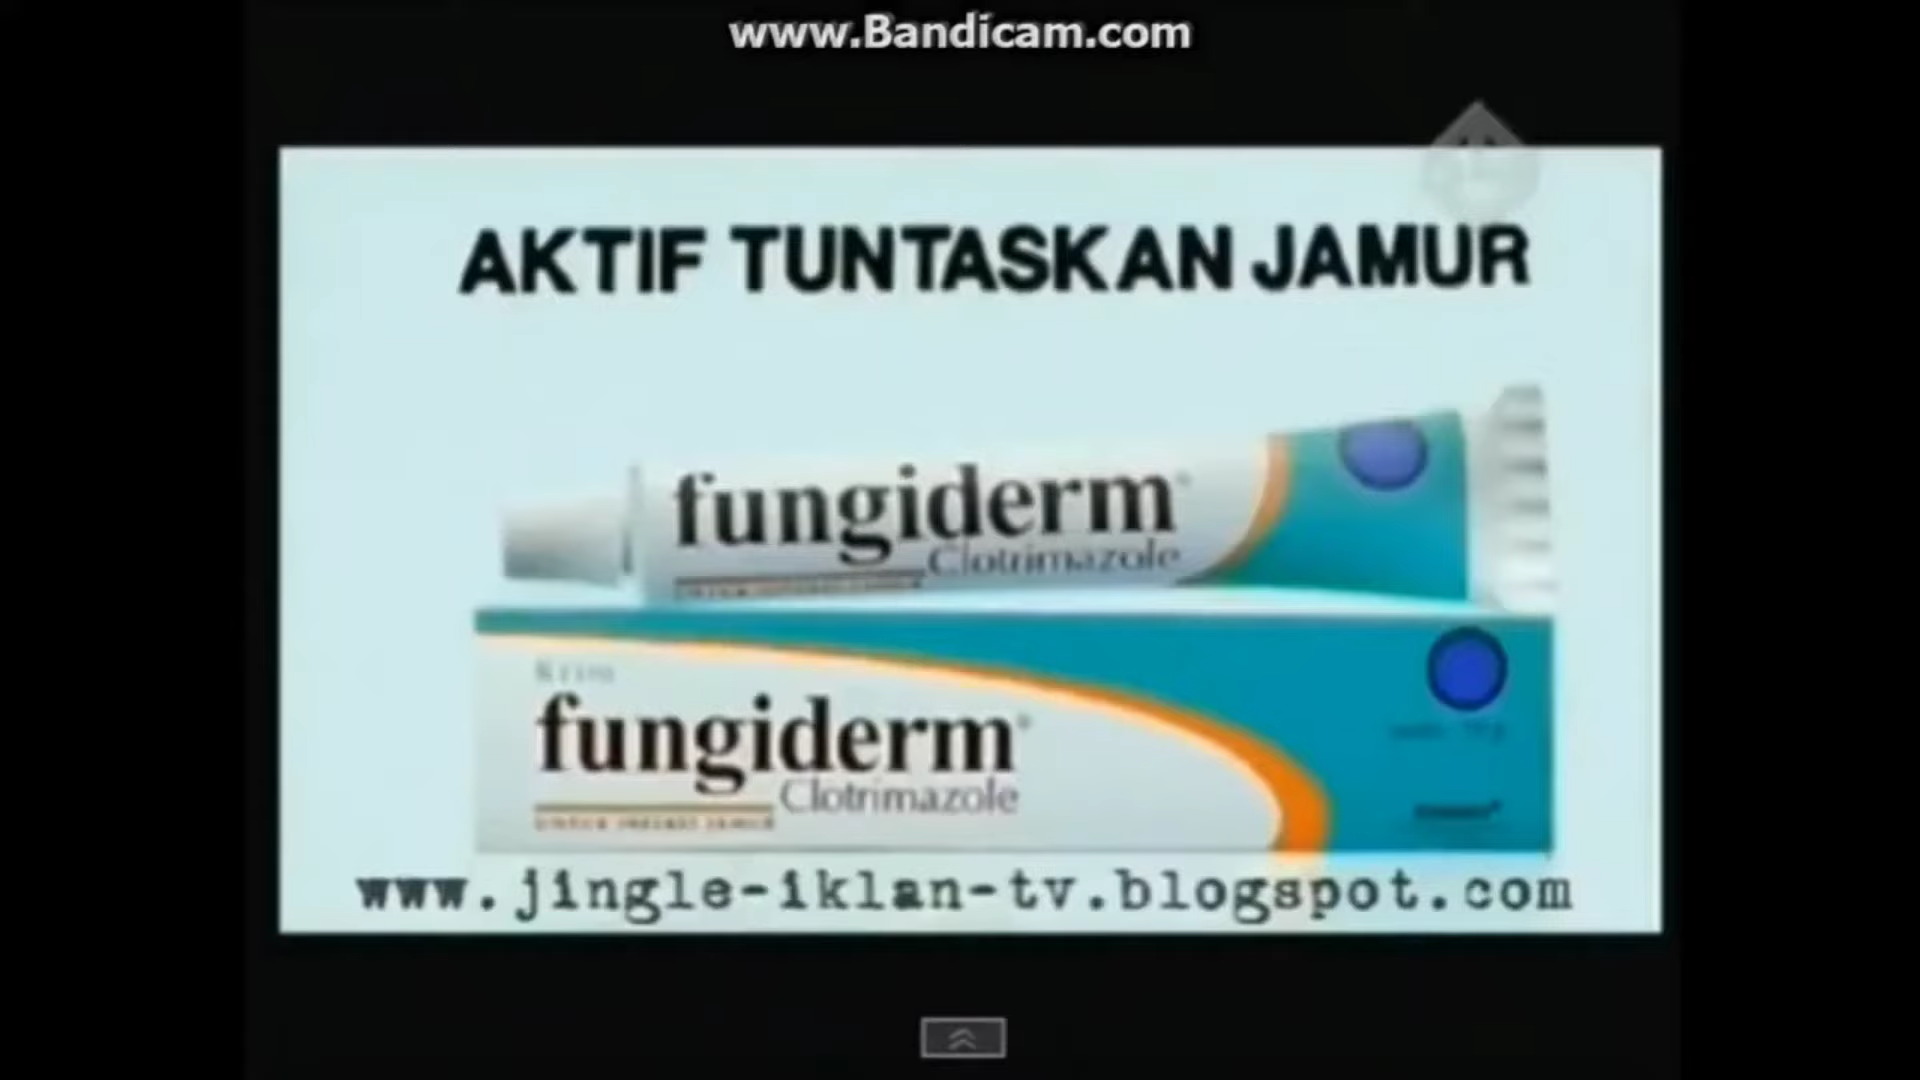 www.Bandicam.com
AKTIF TUNTASKAN JAMUR
fungiderm
Clotrimazole
Krim
fungiderm
Clotrimazole
www.jingle-iklan-tv.blogspot.com